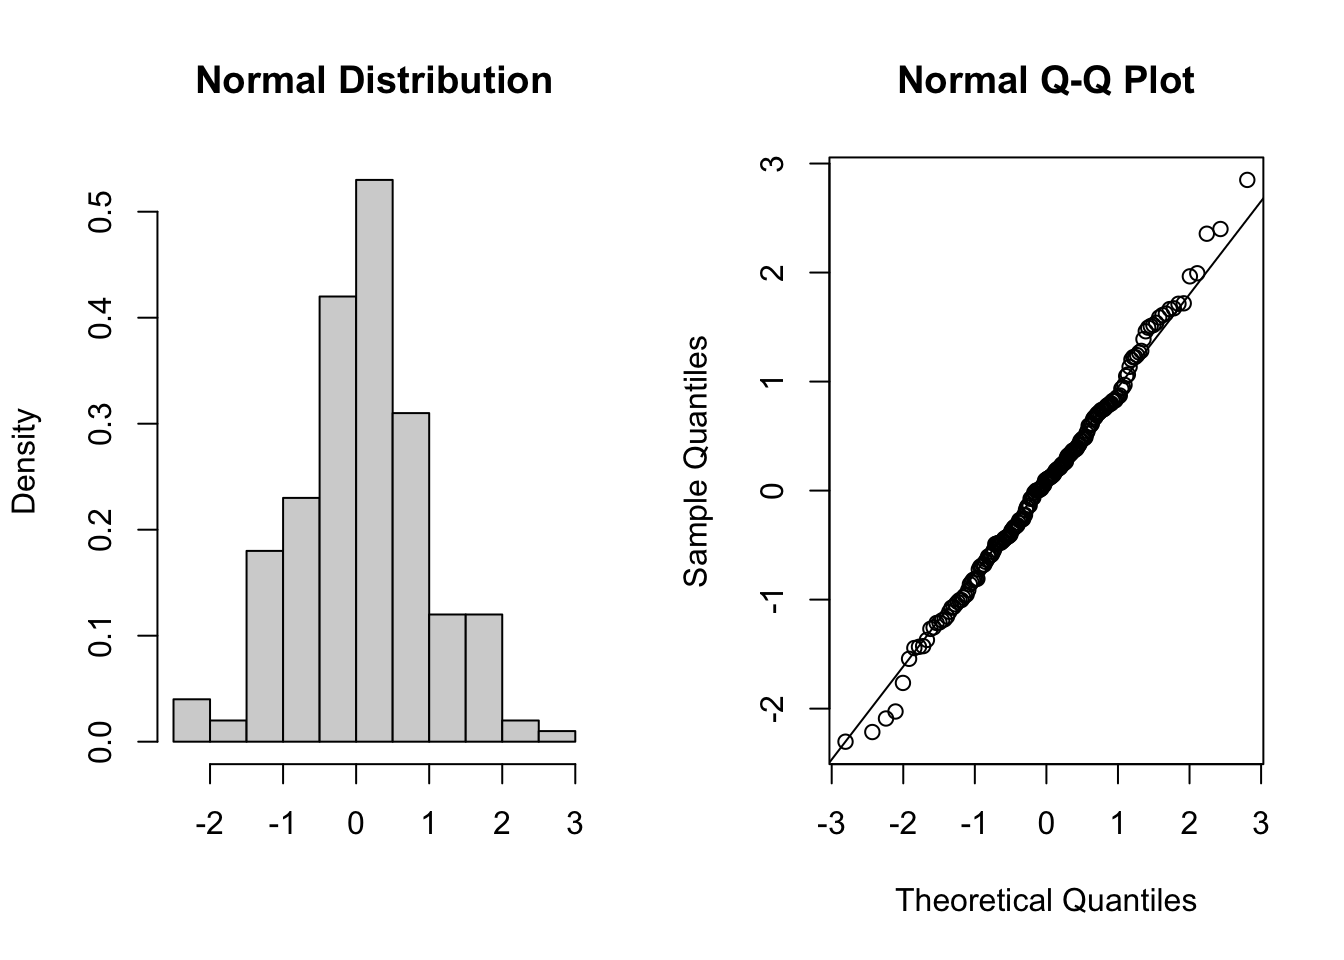 Normal Distribution
Density
0.0 0.1 0.2 0.3 0.4 0.5
-2 -1 0 1 2 3
Normal Q-Q Plot
Sample Quantiles
-2 -1 0 1 2 3
-3 -2 -1 0 1 2 3
Theoretical Quantiles